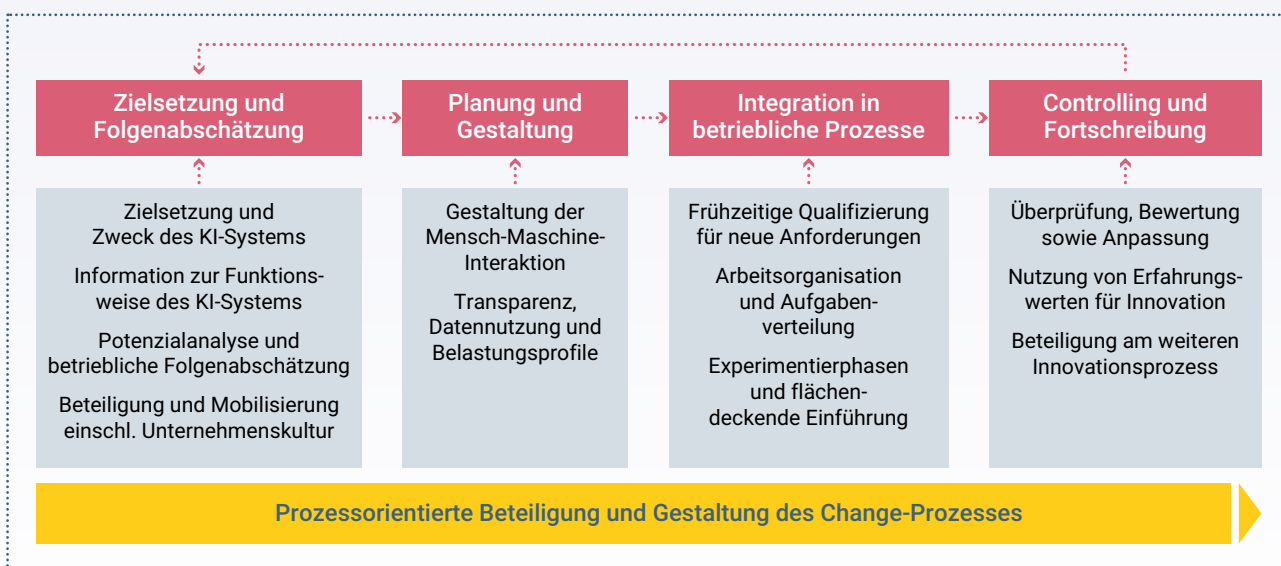 Zielsetzung und
Folgenabschätzung
Planung und
Gestaltung
Integration in
betriebliche Prozesse
Controlling und
Fortschreibung
Zielsetzung und
Zweck des KI-Systems
Information zur Funktions-
weise des KI-Systems
Potenzialanalyse und
betriebliche Folgenabschätzung
Beteiligung und Mobilisierung
einschl. Unternehmenskultur
Gestaltung der
Mensch-Maschine-
Interaktion
Transparenz,
Datennutzung und
Belastungsprofile
Frühzeitige Qualifizierung
für neue Anforderungen
Arbeitsorganisation
und Aufgaben-
verteilung
Experimentierphasen
und flächen-
deckende Einführung
Überprüfung, Bewertung
sowie Anpassung
Nutzung von Erfahrungs-
werten für Innovation
Beteiligung am weiteren
Innovationsprozess
Prozessorientierte Beteiligung und Gestaltung des Change-Prozesses